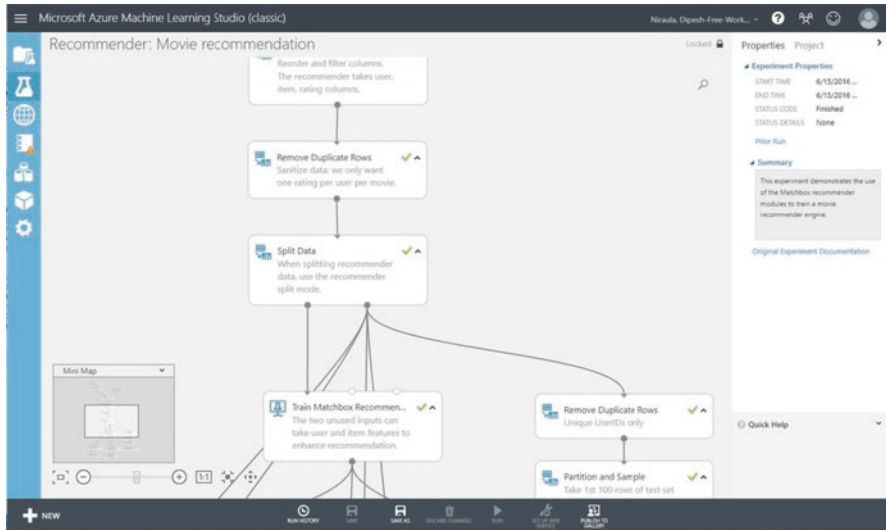 Microsoft Azure Machine Learning Studio (classic)
Niraula, Dipesh-Free-Work...
Recommender: Movie recommendation
Locked
Reorder and filter columns.
The recommender takes user,
item, rating columns.
Remove Duplicate Rows
Sanitize data: we only want
one rating per user per movie.
Split Data
When splitting recommender
data, use the recommender
split mode.
Train Matchbox Recommen...
The two unused inputs can
take user and item features to
enhance recommendation.
Remove Duplicate Rows
Unique UserIDs only
Partition and Sample
Take 1st 100 rows of test set
Mini Map
1:1
Properties Project
Experiment Properties
START TIME 6/15/2016 ...
END TIME 6/15/2016 ...
STATUS CODE Finished
STATUS DETAILS None
Prior Run
Summary
This experiment demonstrates the use
of the Matchbox recommender
modules to train a movie
recommender engine.
Original Experiment Documentation
Quick Help
NEW
RUN HISTORY
SAVE
SAVE AS
DISCARD CHANGES
RUN
SET UP WEB
SERVICE
PUBLISH TO
GALLERY